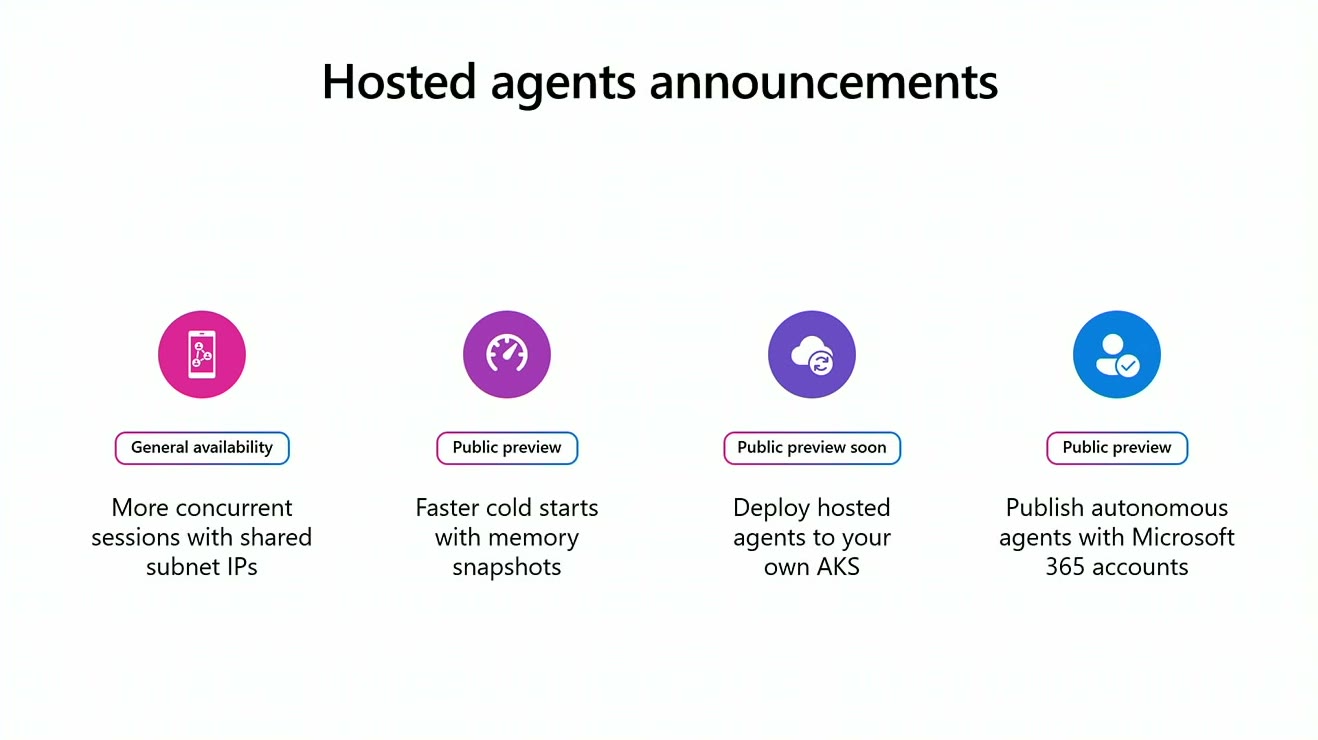 Hosted agents announcements
General availability
More concurrent
sessions with shared
subnet IPs
Public preview
Faster cold starts
with memory
snapshots
Public preview soon
Deploy hosted
agents to your
own AKS
Public preview
Publish autonomous
agents with Microsoft
365 accounts